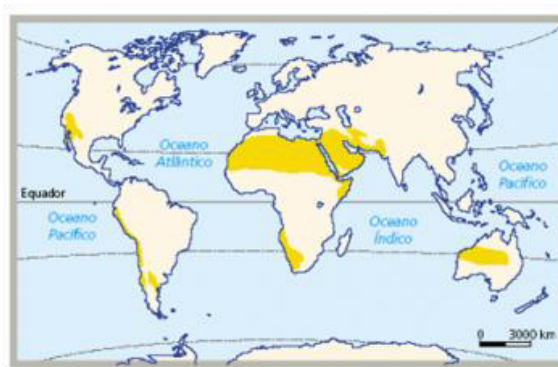 Oceano
Atlântico
Oceano
Pacífico
Equador
Oceano
Pacífico
Oceano
Índico
0 3000 km